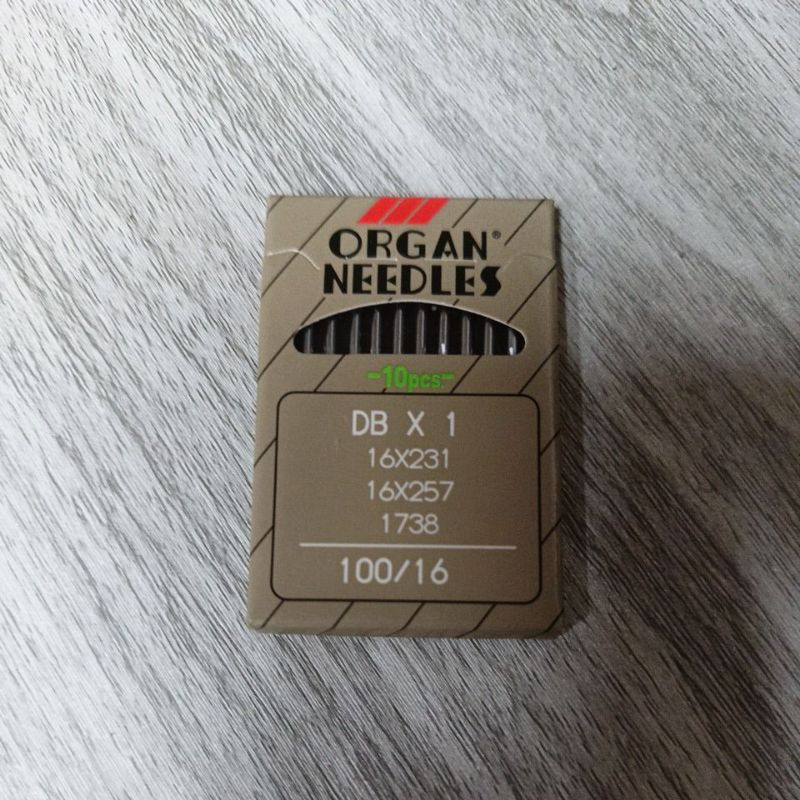 ORGAN®
NEEDLES
-10pcs.-
DB X 1
16X231
16X257
1738
100/16